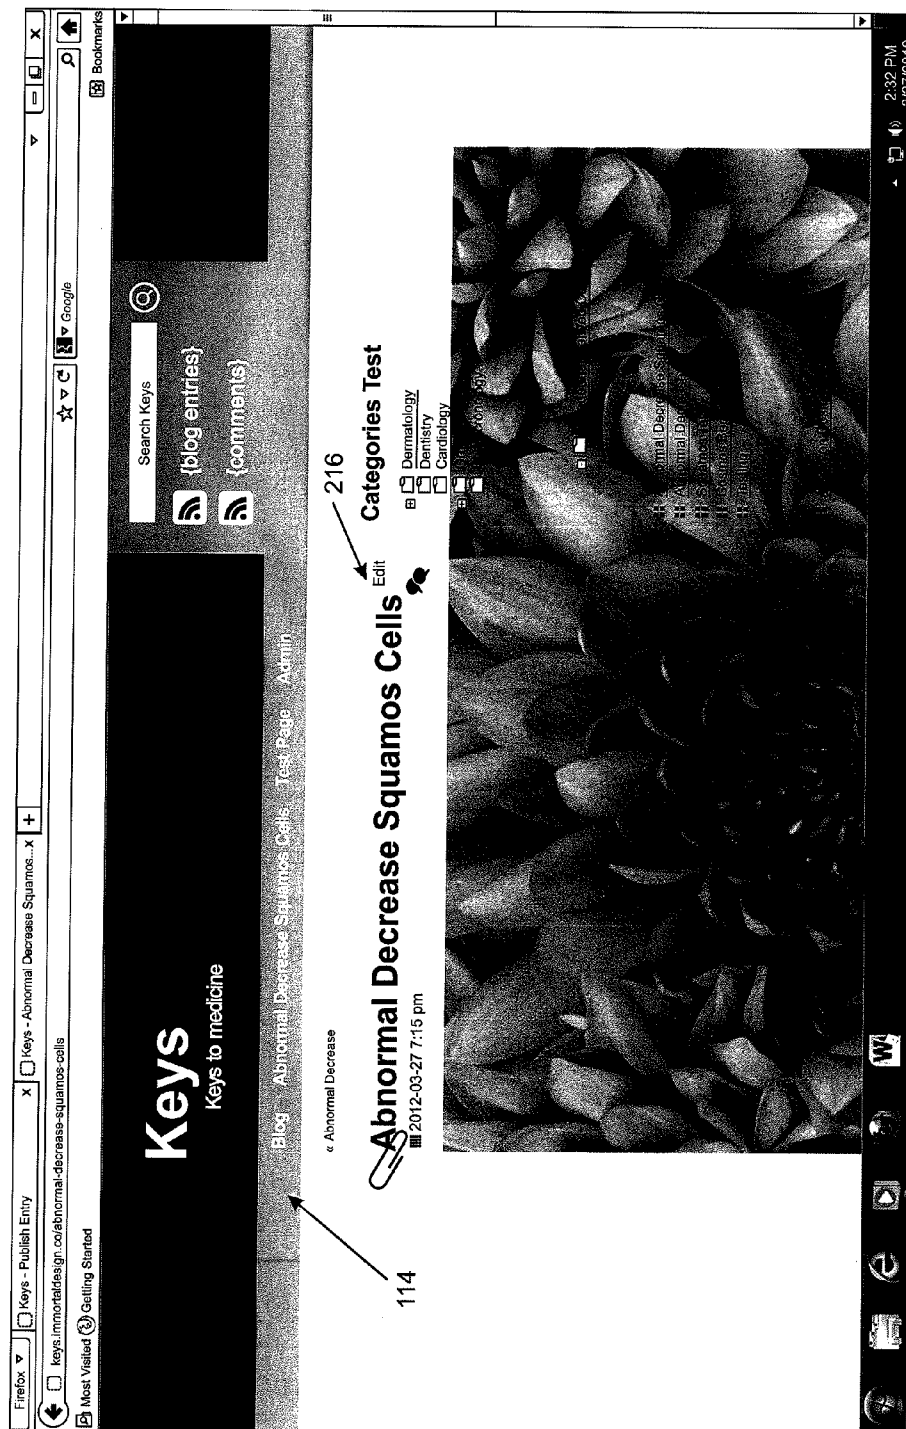 Firefox
Keys - Publish Entry X
Keys - Abnormal Decrease Squamos...X +
keys.immortaldesign.co/abnormal-decrease-squamos-cells
Google
Most Visited Getting Started
Bookmarks
Keys
Keys to medicine
Search Keys
{blog entries}
{comments}
Blog Abnormal Decrease Squamos Cells Test Page Admin
114
« Abnormal Decrease
216
Abnormal Decrease Squamos Cells
Edit
2012-03-27 7:15 pm
Categories Test
Dermatology
Dentistry
Cardiology
2:32 PM